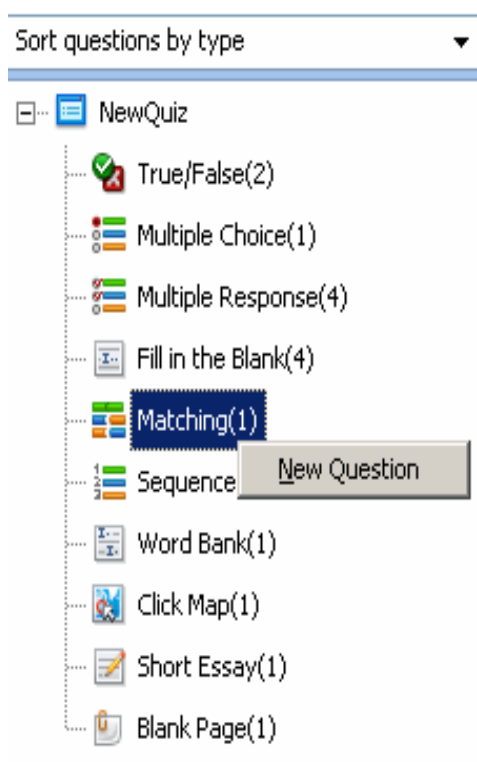 Sort questions by type
NewQuiz
True/False(2)
Multiple Choice(1)
Multiple Response(4)
Fill in the Blank(4)
Matching(1)
New Question
Sequence
Word Bank(1)
Click Map(1)
Short Essay(1)
Blank Page(1)